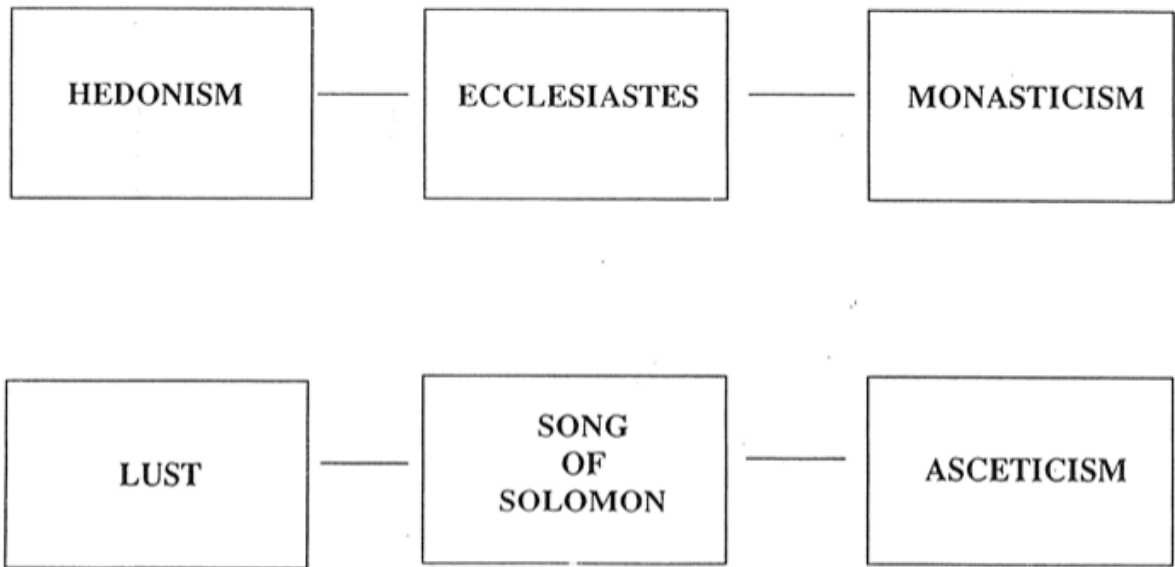 HEDONISM
ECCLESIASTES
MONASTICISM
LUST
SONG
OF
SOLOMON
ASCETICISM